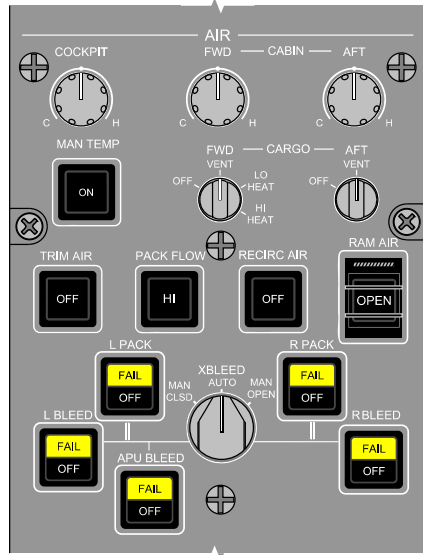 AIR
COCKPIT
FWD CABIN AFT
C H C H C H
MAN TEMP
ON
FWD CARGO AFT
VENT VENT
OFF LO HEAT OFF
HI HEAT
TRIM AIR PACK FLOW RECIRC AIR RAM AIR
OFF HI OFF OPEN
L PACK R PACK
FAIL FAIL
OFF OFF
XBLEED
MAN CLSD AUTO MAN OPEN
L BLEED R BLEED
FAIL FAIL
OFF OFF
APU BLEED
FAIL
OFF